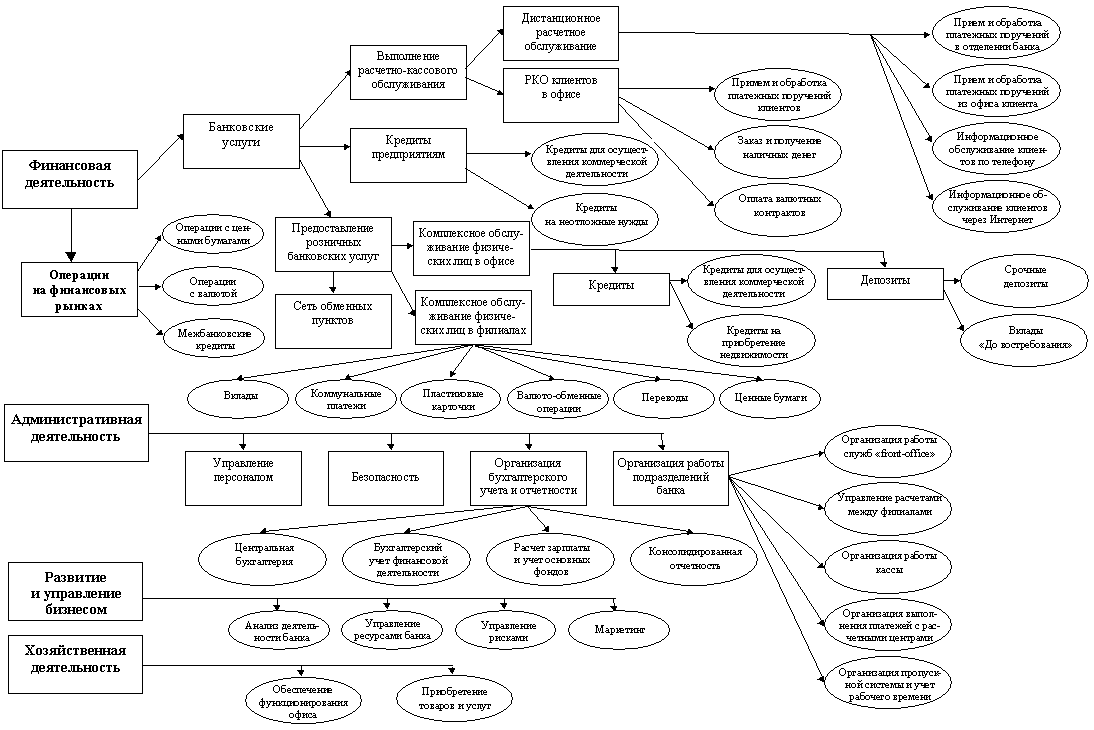 Финансовая
деятельность
Операции
на финансовых
рынках
Операции с цен-
ными бумагами
Операции
с валютой
Межбанковские
кредиты
Банковские
услуги
Выполнение
расчетно-кассового
обслуживания
Дистанционное
расчетное
обслуживание
Прием и обработка
платежных поручений
в отделении банка
Прием и обработка
платежных поручений
из офиса клиента
Информационное
обслуживание клиен-
тов по телефону
Информационное об-
служивание клиентов
через Интернет
РКО клиентов
в офисе
Примем и обработка
платежных поручений
клиентов
Заказ и получение
наличных денег
Оплата валютных
контрактов
Кредиты
предприятиям
Кредиты для осущест-
вления коммерческой
деятельности
Кредиты
на неотложные нужды
Предоставление
розничных
банковских услуг
Сеть обменных
пунктов
Комплексное обслу-
живание физиче-
ских лиц в офисе
Кредиты
Кредиты для осущест-
вления коммерческой
деятельности
Кредиты на
приобретение
недвижимости
Депозиты
Срочные
депозиты
Вклады
«До востребования»
Комплексное обслу-
живание физиче-
ских лиц в филиалах
Вклады
Коммунальные
платежи
Пластиковые
карточки
Валюто-обменные
операции
Переводы
Ценные бумаги
Административная
деятельность
Управление
персоналом
Безопасность
Организация
бухгалтерского
учета и отчетности
Организация работы
подразделений
банка
Организация работы
служб «front-office»
Управление расчетами
между филиалами
Организация работы
кассы
Организация выпол-
нения платежей с рас-
четными центрами
Организация пропуск-
ной системы и учет
рабочего времени
Центральная
бухгалтерия
Бухгалтерский
учет финансовой
деятельности
Расчет зарплаты
и учет основных
фондов
Консолидированная
отчетность
Развитие
и управление
бизнесом
Анализ деятель-
ности банка
Управление
ресурсами банка
Управление
рисками
Маркетинг
Хозяйственная
деятельность
Обеспечение
функционирования
офиса
Приобретение
товаров и услуг